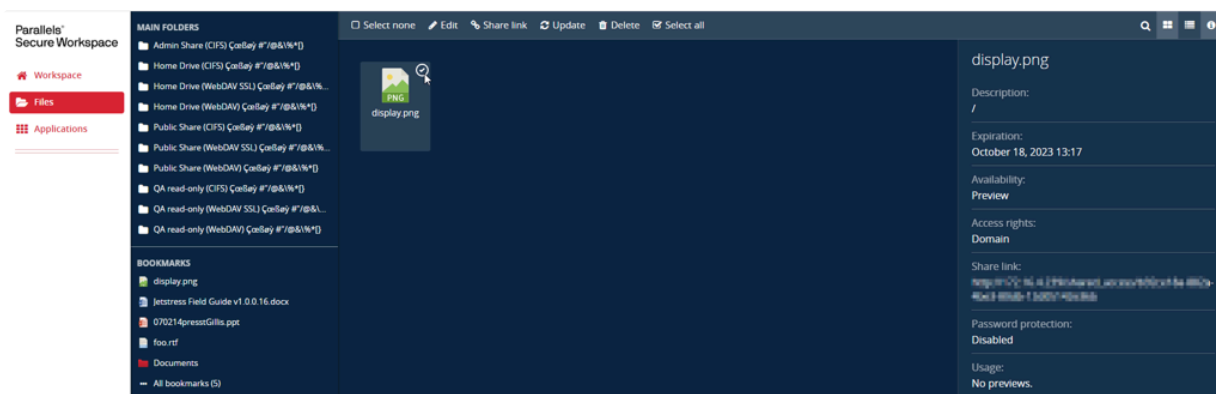 Parallels®
Secure Workspace
Workspace
Files
Applications
MAIN FOLDERS
Admin Share (CIFS) Çœßøÿ #"/@&\%*[}
Home Drive (CIFS) Çœßøÿ #"/@&\%*[}
Home Drive (WebDAV SSL) Çœßøÿ #"/@&\%...
Home Drive (WebDAV) Çœßøÿ #"/@&\%*[}
Public Share (CIFS) Çœßøÿ #"/@&\%*[}
Public Share (WebDAV SSL) Çœßøÿ #"/@&\%...
Public Share (WebDAV) Çœßøÿ #"/@&\%*[}
QA read-only (CIFS) Çœßøÿ #"/@&\%*[}
QA read-only (WebDAV SSL) Çœßøÿ #"/@&\...
QA read-only (WebDAV) Çœßøÿ #"/@&\%*[}
BOOKMARKS
display.png
Jetstress Field Guide v1.0.0.16.docx
070214presstGillis.ppt
foo.rtf
Documents
All bookmarks (5)
Select none Edit Share link Update Delete Select all
PNG
display.png
display.png
Description:
/
Expiration:
October 18, 2023 13:17
Availability:
Preview
Access rights:
Domain
Share link:
Password protection:
Disabled
Usage:
No previews.